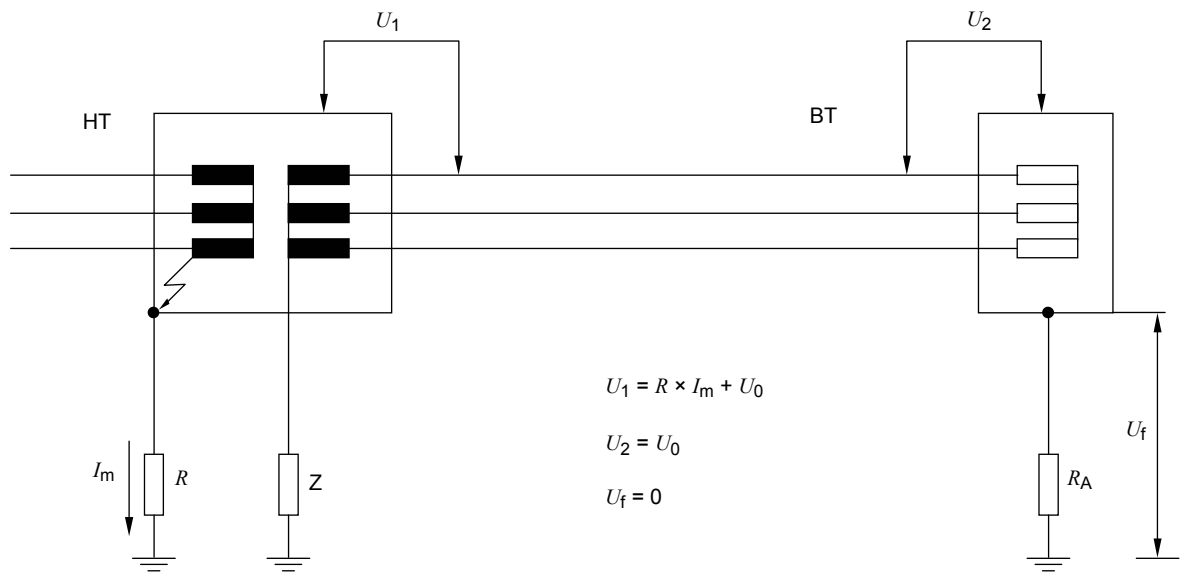 U1
U2
HT
BT
U1 = R × Im + U0
U2 = U0
Uf
Im
R
Z
RA
Uf = 0